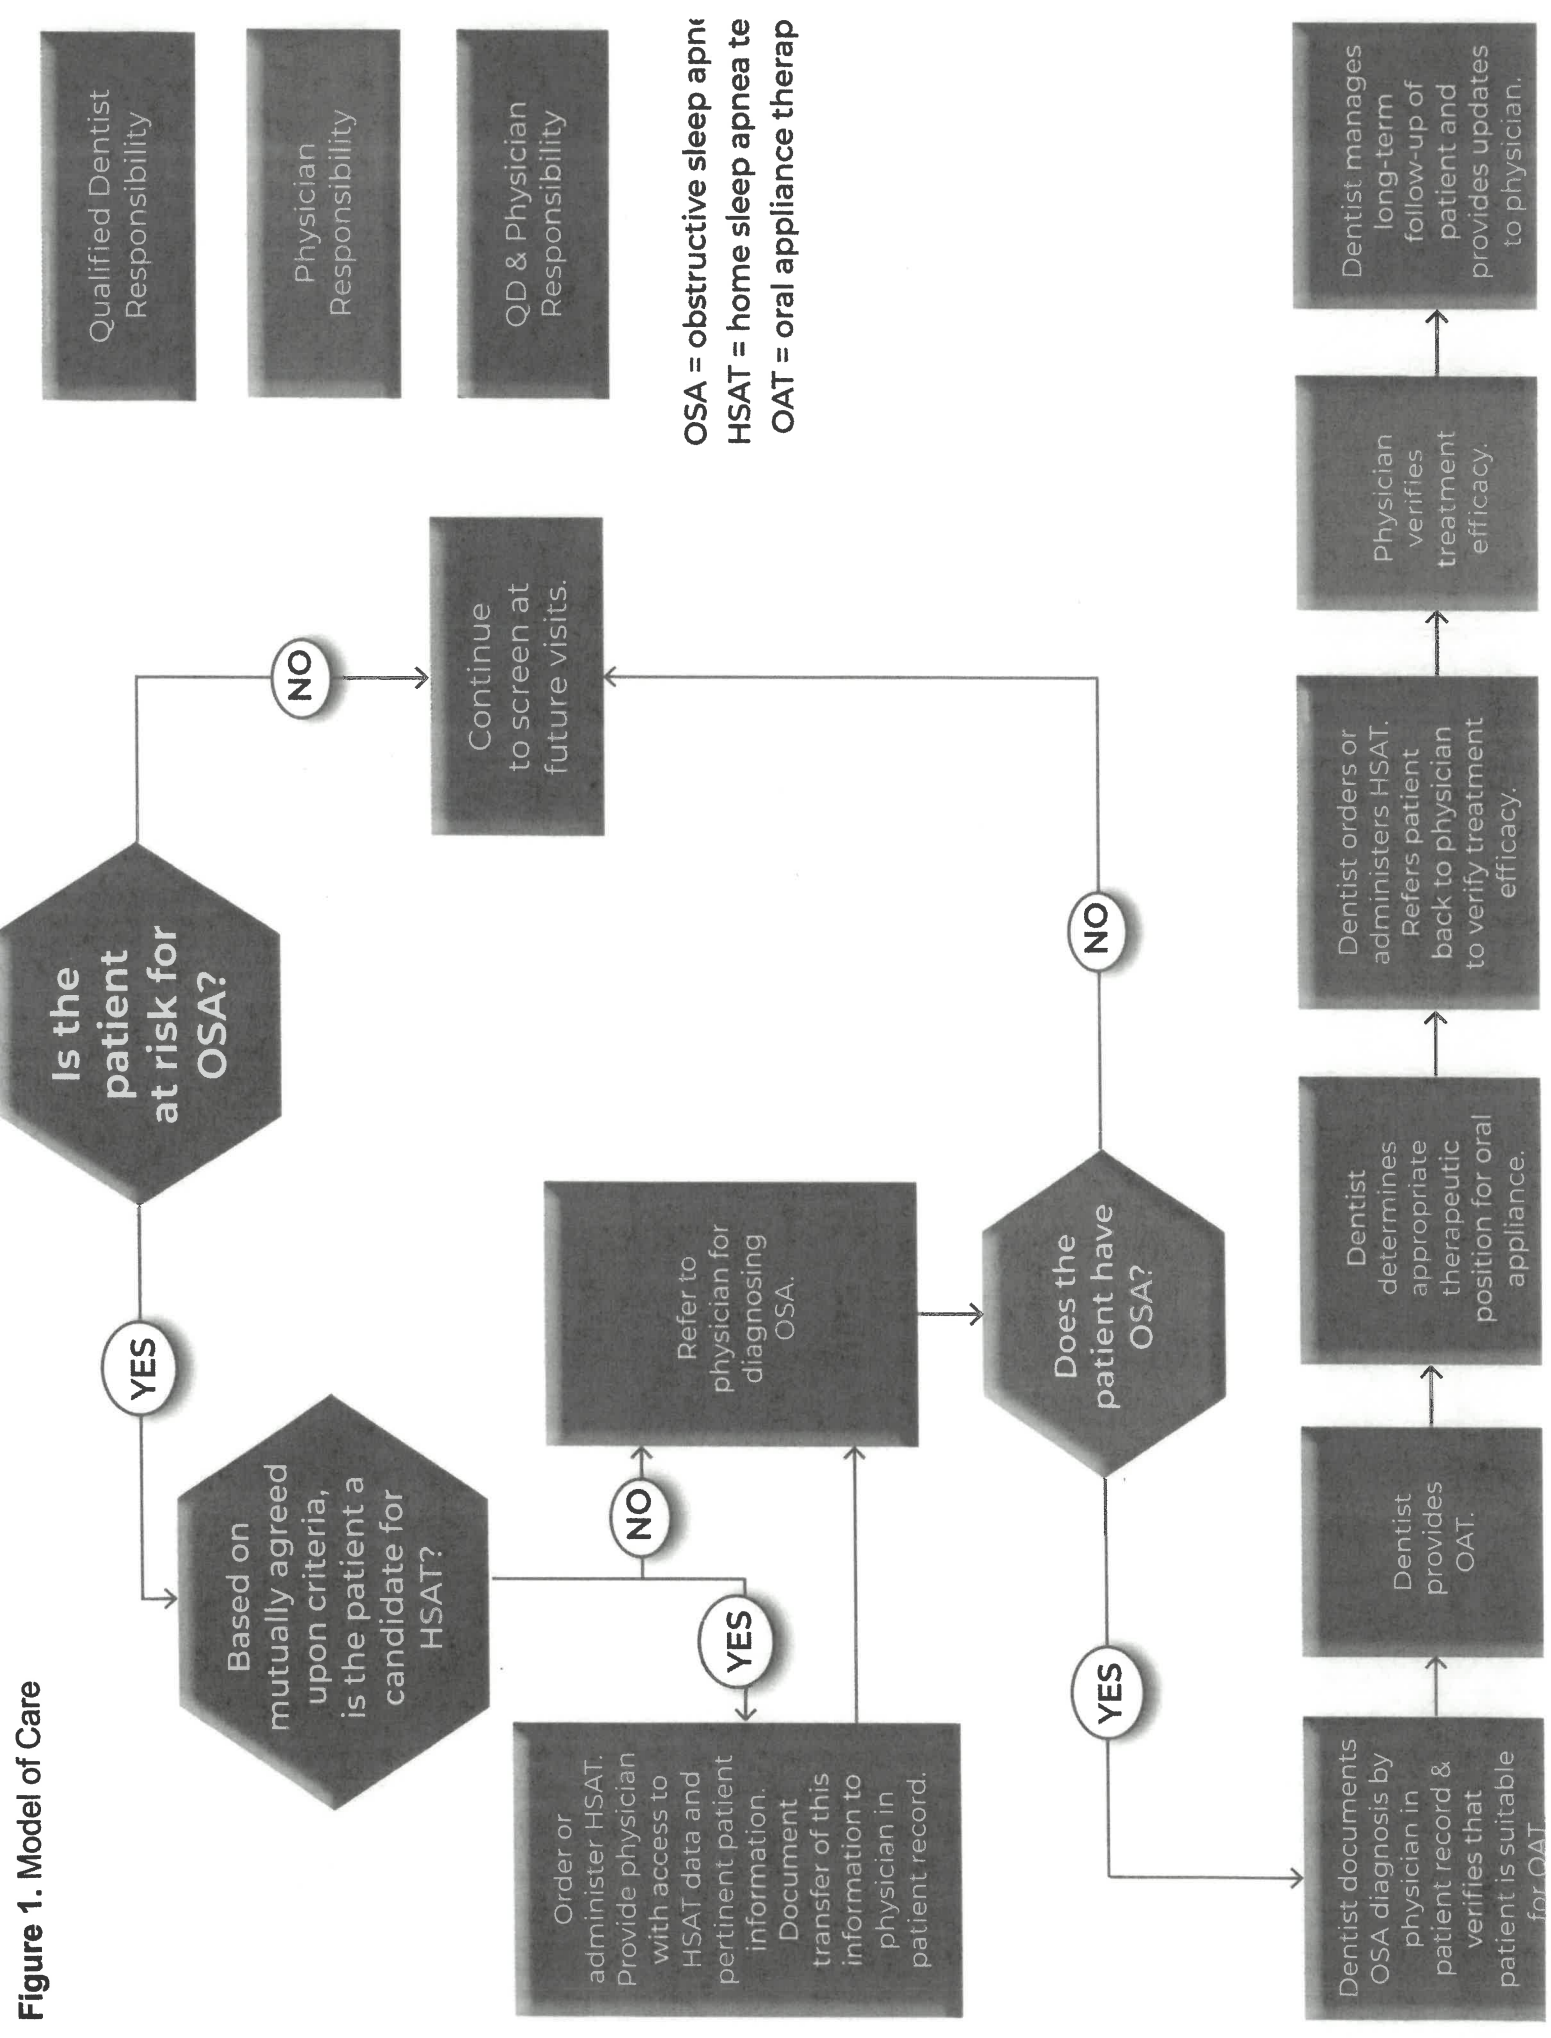 Figure 1. Model of Care
Is the
patient
at risk for
OSA?
YES
NO
Qualified Dentist
Responsibility
Physician
Responsibility
QD & Physician
Responsibility
OSA = obstructive sleep
HSAT = home sleep apnea
OAT = oral appliance
Based on
mutually agreed
upon criteria,
is the patient a
candidate for
HSAT?
NO
YES
Continue
to screen at
future visits.
Order or
administer HSAT.
Provide physician
with access to
HSAT data and
pertinent patient
information.
Document
transfer of this
information to
physician in
patient record.
Refer to
physician for
diagnosing
OSA.
Does the
patient have
OSA?
YES
NO
Dentist documents
OSA diagnosis by
physician in
patient record &
verifies that
patient is suitable
for OAT
Dentist
provides
OAT.
Dentist
determines
appropriate
therapeutic
position for oral
appliance.
Dentist orders or
administers HSAT.
Refers patient
back to physician
to verify treatment
efficacy.
Physician
verifies
treatment
efficacy.
Dentist manages
long-term
follow-up of
patient and
provides updates
to physician.